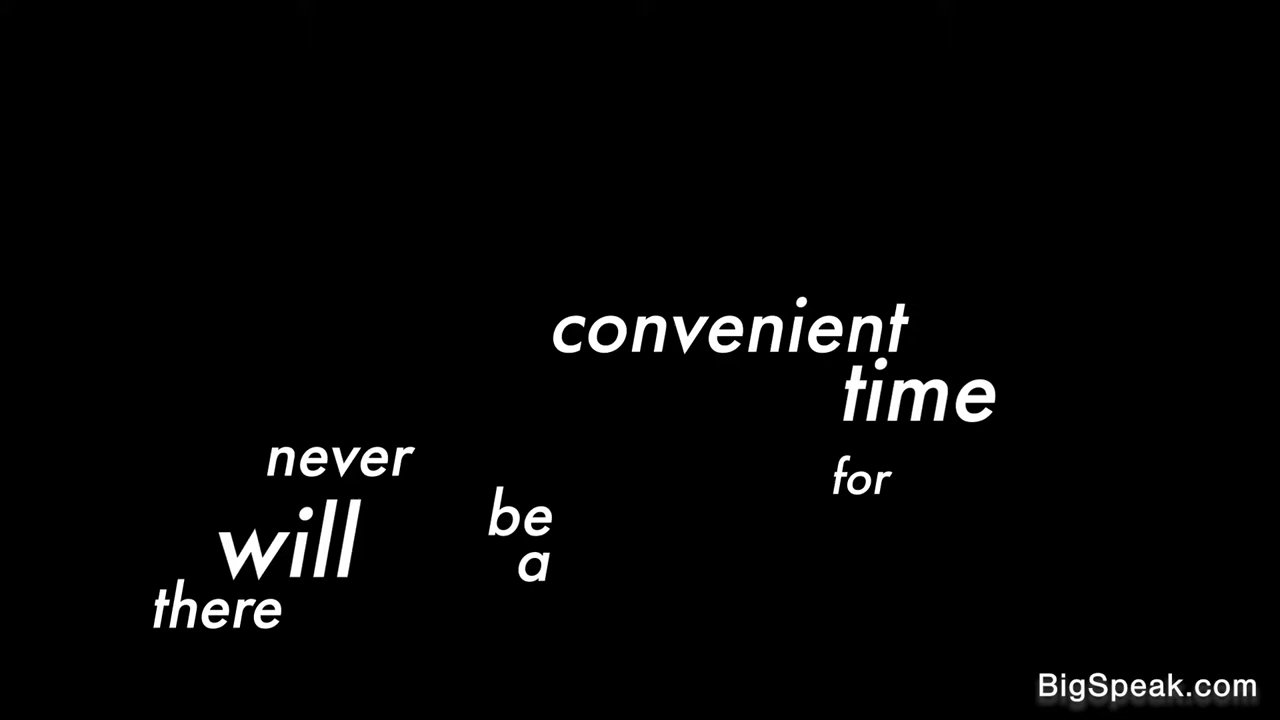 there
will
never
be
a
convenient
time
for
BigSpeak.com